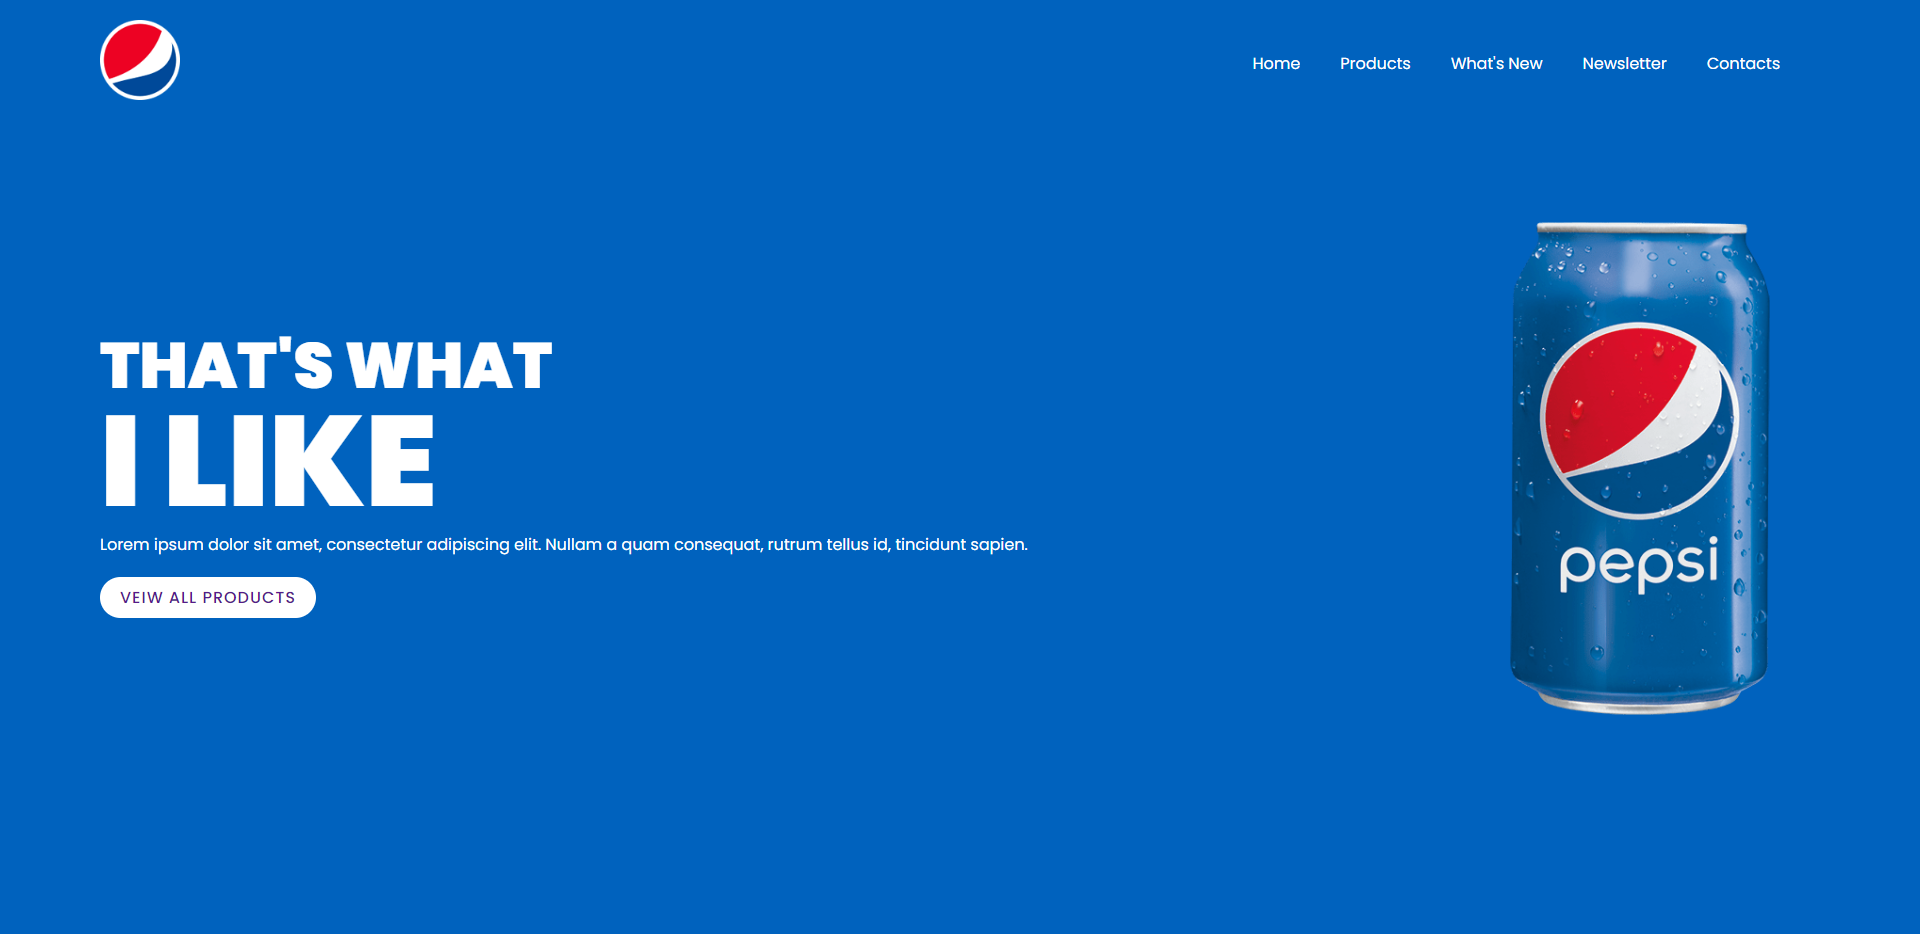 Home Products What's New Newsletter Contacts
THAT'S WHAT
I LIKE
Lorem ipsum dolor sit amet, consectetur adipiscing elit. Nullam a quam consequat, rutrum tellus id, tincidunt sapien.
VEIW ALL PRODUCTS
pepsi